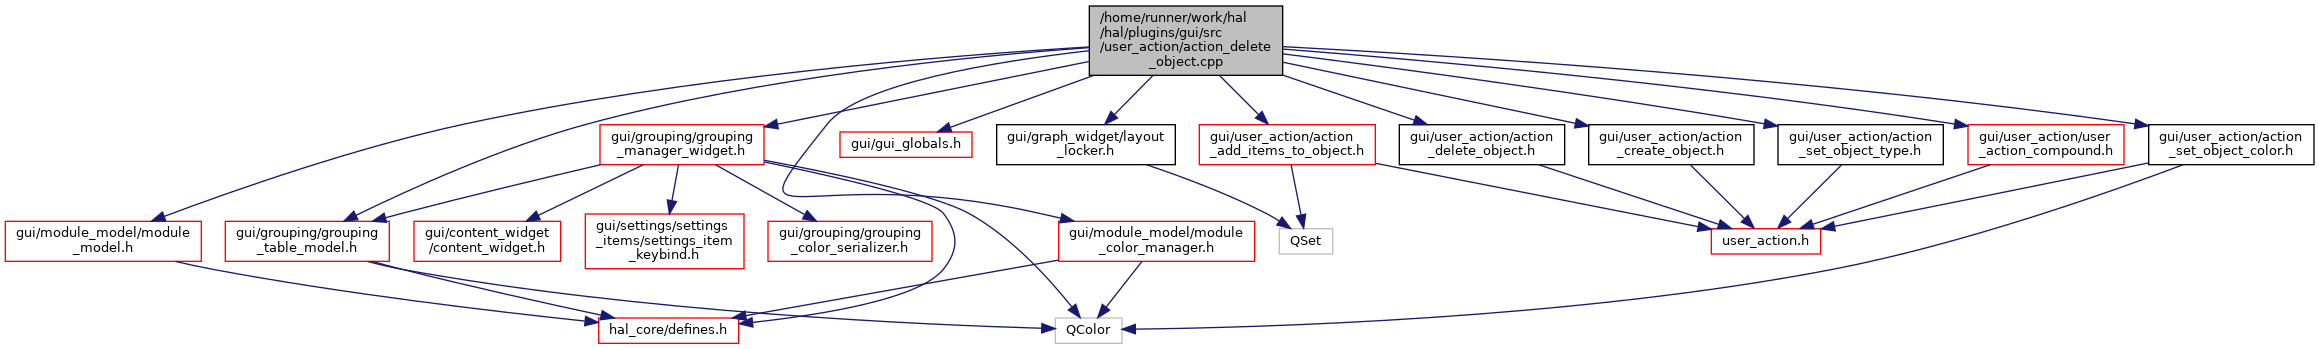 /home/runner/work/hal
/hal/plugins/gui/src
/user_action/action_delete
_object.cpp
gui/grouping/grouping
_manager_widget.h
gui/gui_globals.h
gui/graph_widget/layout
_locker.h
gui/user_action/action
_add_items_to_object.h
gui/user_action/action
_delete_object.h
gui/user_action/action
_create_object.h
gui/user_action/action
_set_object_type.h
gui/user_action/user
_action_compound.h
gui/user_action/action
_set_object_color.h
gui/module_model/module
_model.h
gui/grouping/grouping
_table_model.h
gui/content_widget
/content_widget.h
gui/settings/settings
_items/settings_item
_keybind.h
gui/grouping/grouping
_color_serializer.h
gui/module_model/module
_color_manager.h
QSet
user_action.h
hal_core/defines.h
QColor